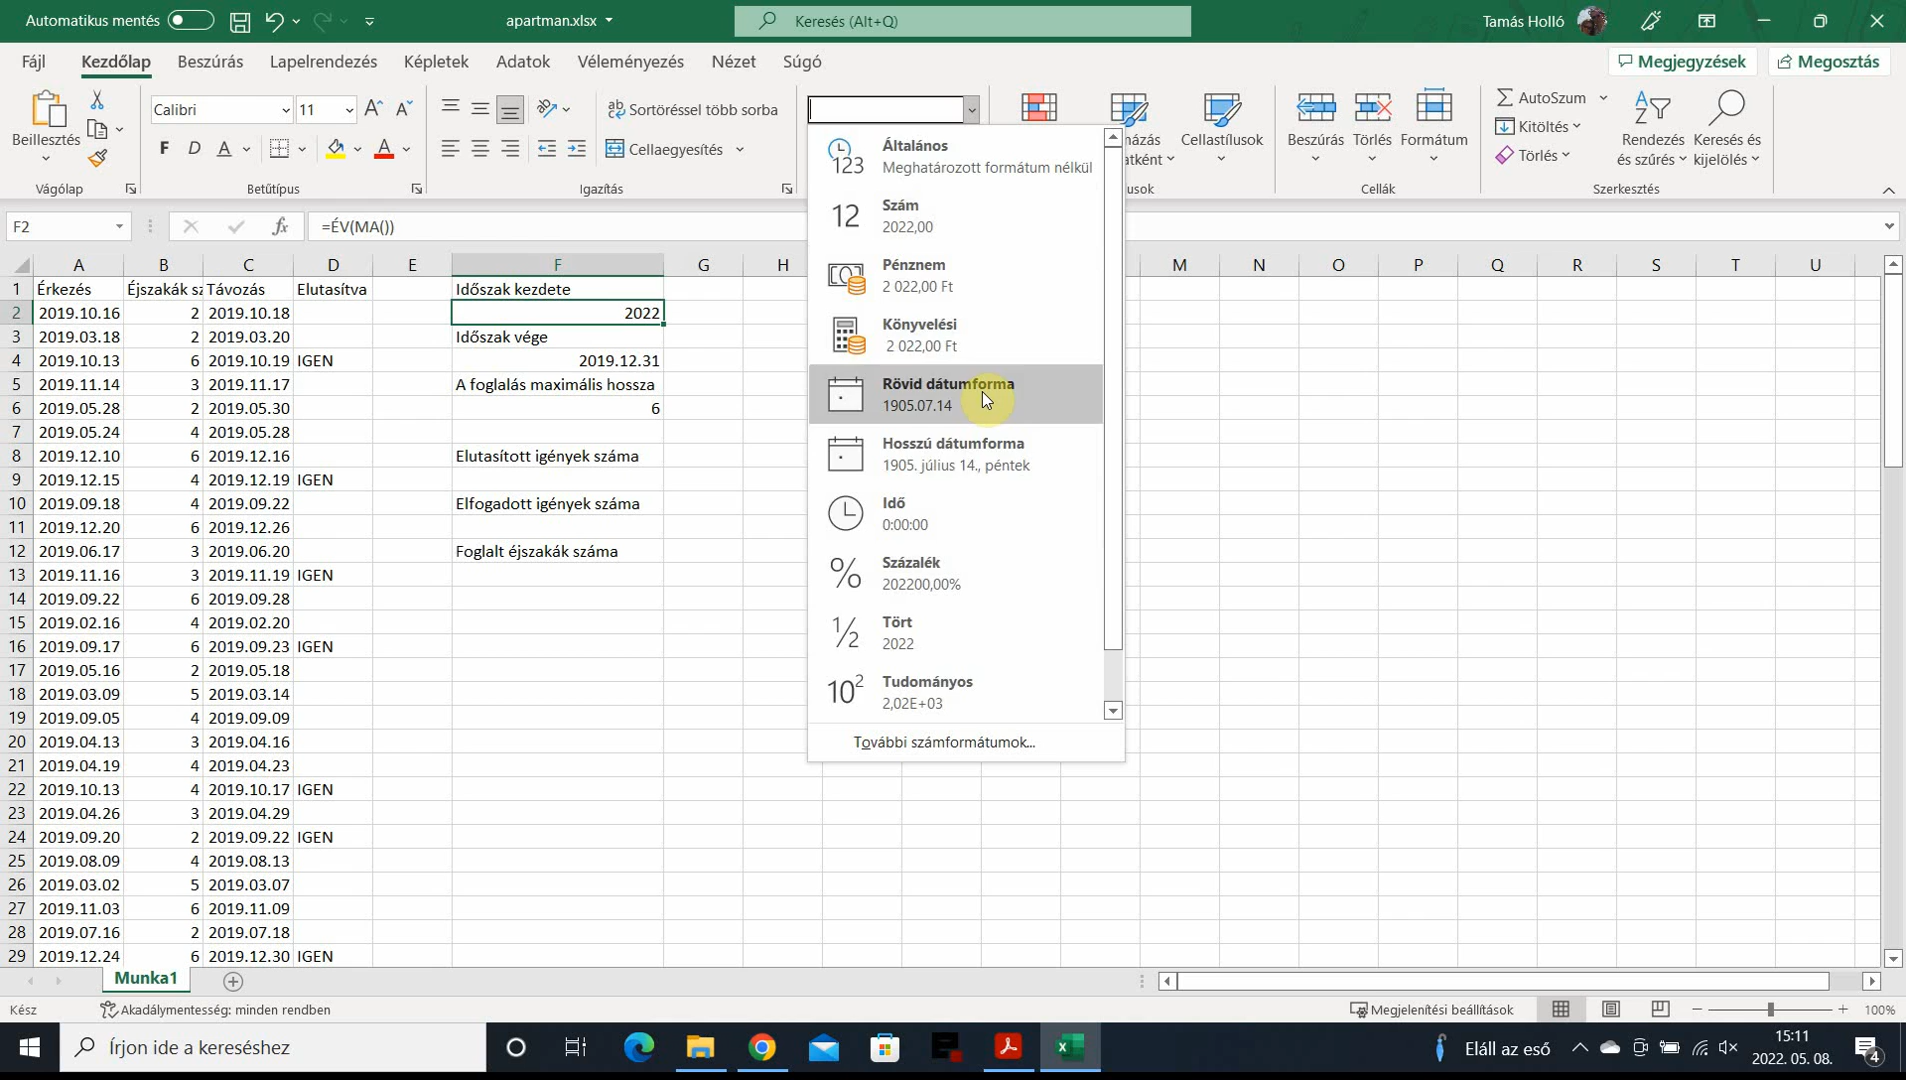 Automatikus mentés
apartman.xlsx
Keresés (Alt+Q)
Tamás Holló
Fájl Kezdőlap Beszúrás Lapelrendezés Képletek Adatok Véleményezés Nézet Súgó
Megjegyzések Megosztás
Beillesztés
Calibri 11
F D A
Sortöréssel több sorba
Cellaegyesítés
Cellastílusok
Beszúrás Törlés Formátum
AutoSzum
Kitöltés
Törlés
Rendezés és szűrés
Keresés és kijelölés
Vágólap Betűtípus Igazítás Cellák Szerkesztés
F2 fx =ÉV(MA())
Általános
Meghatározott formátum nélkül
Szám
2022,00
Pénznem
2 022,00 Ft
Könyvelési
2 022,00 Ft
Rövid dátumforma
1905.07.14
Hosszú dátumforma
1905. július 14., péntek
Idő
0:00:00
Százalék
202200,00%
Tört
2022
Tudományos
2,02E+03
További számformátumok...
A B C D E F G H M N O P Q R S T U
1 Érkezés Éjszakák sz Távozás Elutasítva Időszak kezdete
2 2019.10.16 2 2019.10.18 2022
3 2019.03.18 2 2019.03.20 Időszak vége
4 2019.10.13 6 2019.10.19 IGEN 2019.12.31
5 2019.11.14 3 2019.11.17 A foglalás maximális hossza
6 2019.05.28 2 2019.05.30 6
7 2019.05.24 4 2019.05.28
8 2019.12.10 6 2019.12.16 Elutasított igények száma
9 2019.12.15 4 2019.12.19 IGEN
10 2019.09.18 4 2019.09.22 Elfogadott igények száma
11 2019.12.20 6 2019.12.26
12 2019.06.17 3 2019.06.20 Foglalt éjszakák száma
13 2019.11.16 3 2019.11.19 IGEN
14 2019.09.22 6 2019.09.28
15 2019.02.16 4 2019.02.20
16 2019.09.17 6 2019.09.23 IGEN
17 2019.05.16 2 2019.05.18
18 2019.03.09 5 2019.03.14
19 2019.09.05 4 2019.09.09
20 2019.04.13 3 2019.04.16
21 2019.04.19 4 2019.04.23
22 2019.10.13 4 2019.10.17 IGEN
23 2019.04.26 3 2019.04.29
24 2019.09.20 2 2019.09.22 IGEN
25 2019.08.09 4 2019.08.13
26 2019.03.02 5 2019.03.07
27 2019.11.03 6 2019.11.09
28 2019.07.16 2 2019.07.18
29 2019.12.24 6 2019.12.30 IGEN
Munka1
Kész Akadálymentesség: minden rendben Megjelenítési beállítások 100%
Írjon ide a kereséshez
Eláll az eső
15:11
2022. 05. 08.
4